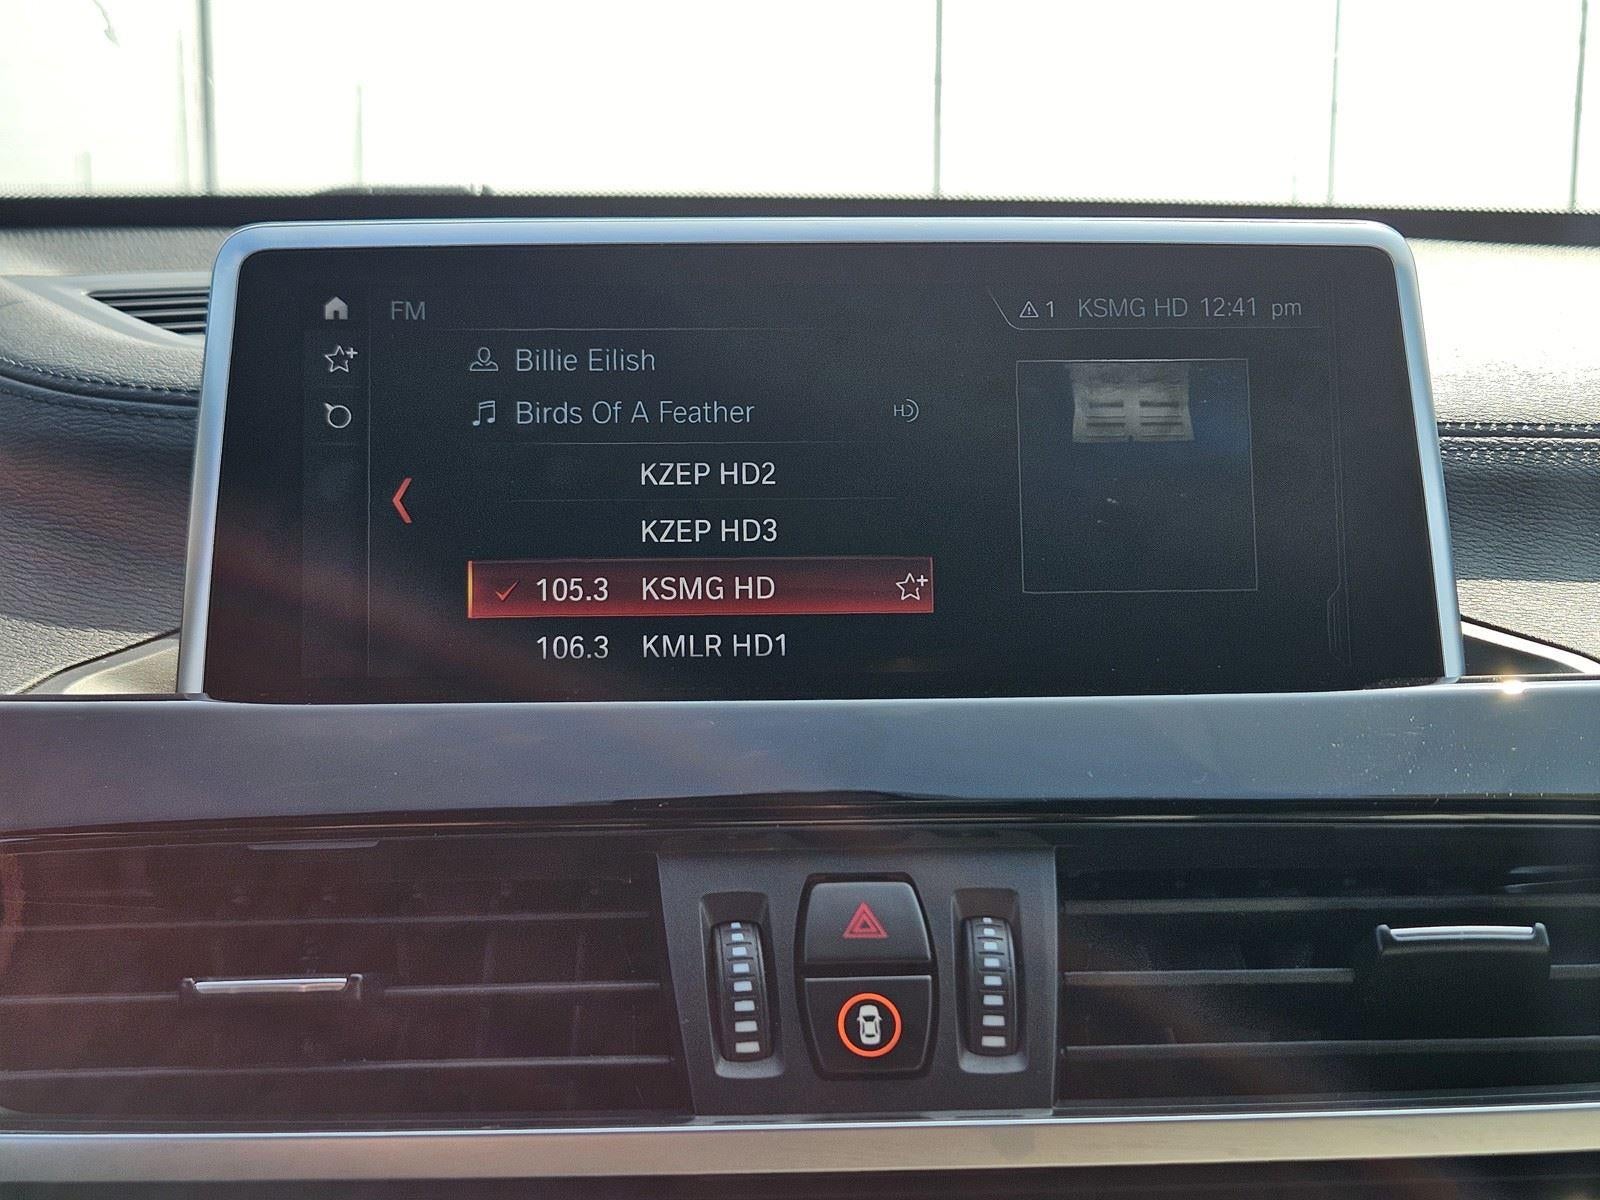 FM
1 KSMG HD 12:41 pm
Billie Eilish
Birds Of A Feather HD
KZEP HD2
KZEP HD3
105.3 KSMG HD
106.3 KMLR HD1